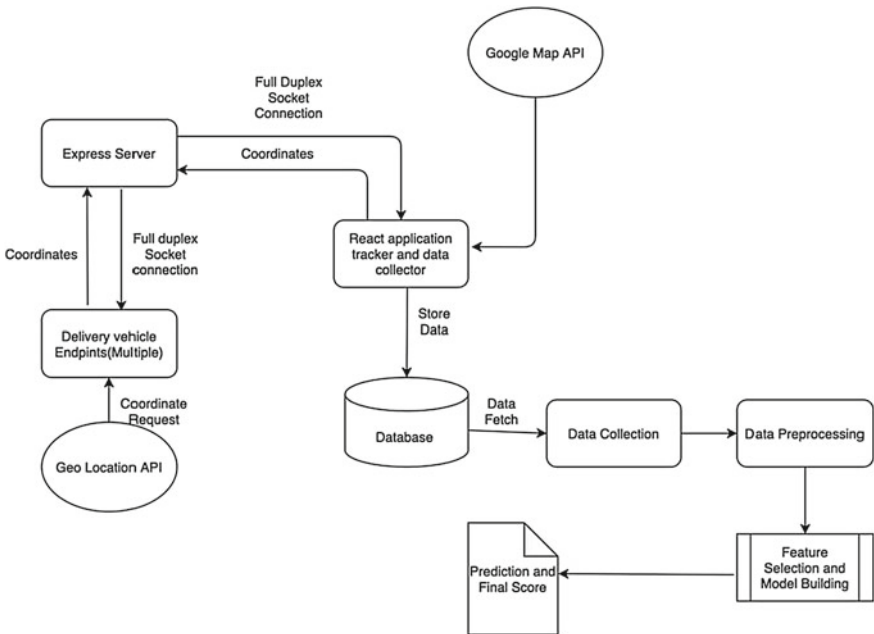 Google Map API
Full Duplex
Socket
Connection
Express Server
Coordinates
Coordinates
Full duplex
Socket
connection
React application
tracker and data
collector
Delivery vehicle
Endpints(Multiple)
Store
Data
Coordinate
Request
Geo Location API
Database
Data
Fetch
Data Collection
Data Preprocessing
Feature
Selection and
Model Building
Prediction and
Final Score